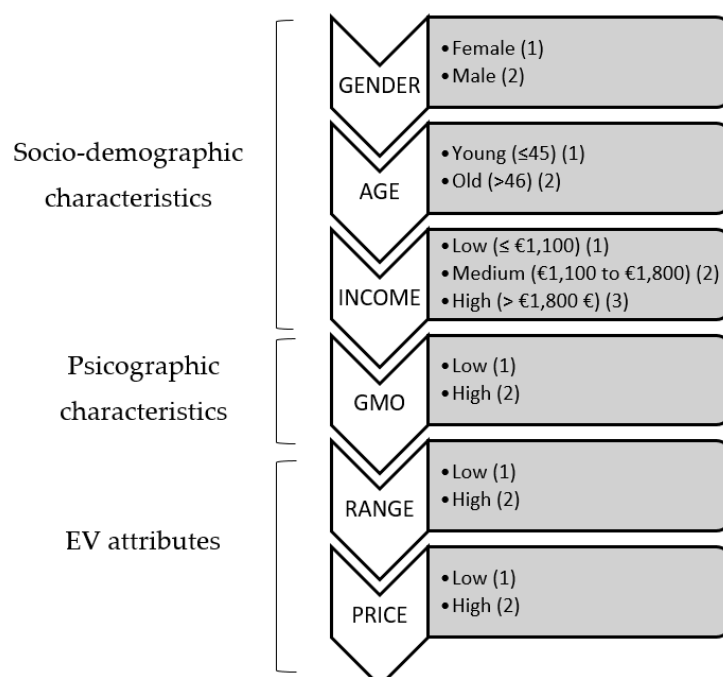 Socio-demographic
characteristics
GENDER
• Female (1)
• Male (2)
AGE
• Young (≤45) (1)
• Old (>46) (2)
INCOME
• Low (≤ €1,100) (1)
• Medium (€1,100 to €1,800) (2)
• High (> €1,800 €) (3)
Psicographic
characteristics
GMO
• Low (1)
• High (2)
EV attributes
RANGE
• Low (1)
• High (2)
PRICE
• Low (1)
• High (2)